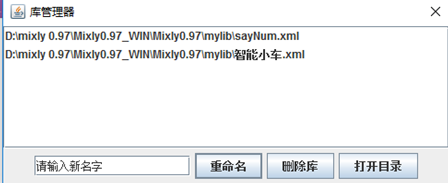 库管理器
D:\mixly 0.97\Mixly0.97_WIN\Mixly0.97\mylib\sayNum.xml
D:\mixly 0.97\Mixly0.97_WIN\Mixly0.97\mylib\智能小车.xml
请输入新名字 重命名 删除库 打开目录